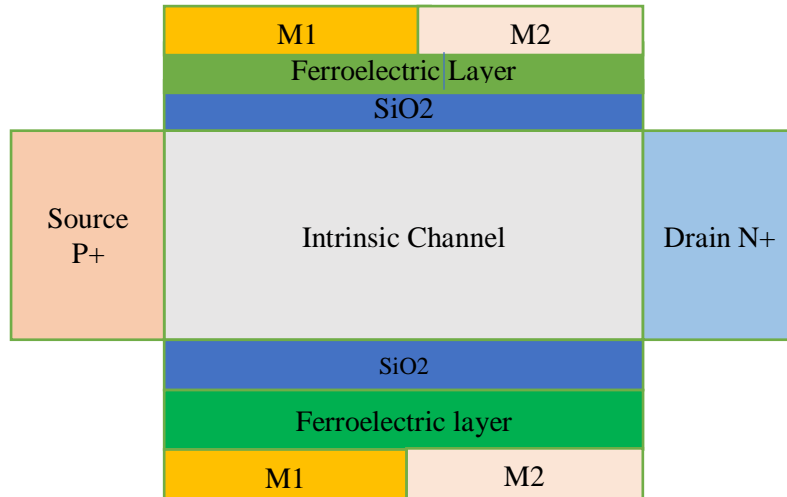 M1 M2
Ferroelectric Layer
SiO2
Source
P+
Intrinsic Channel
Drain N+
SiO2
Ferroelectric layer
M1 M2